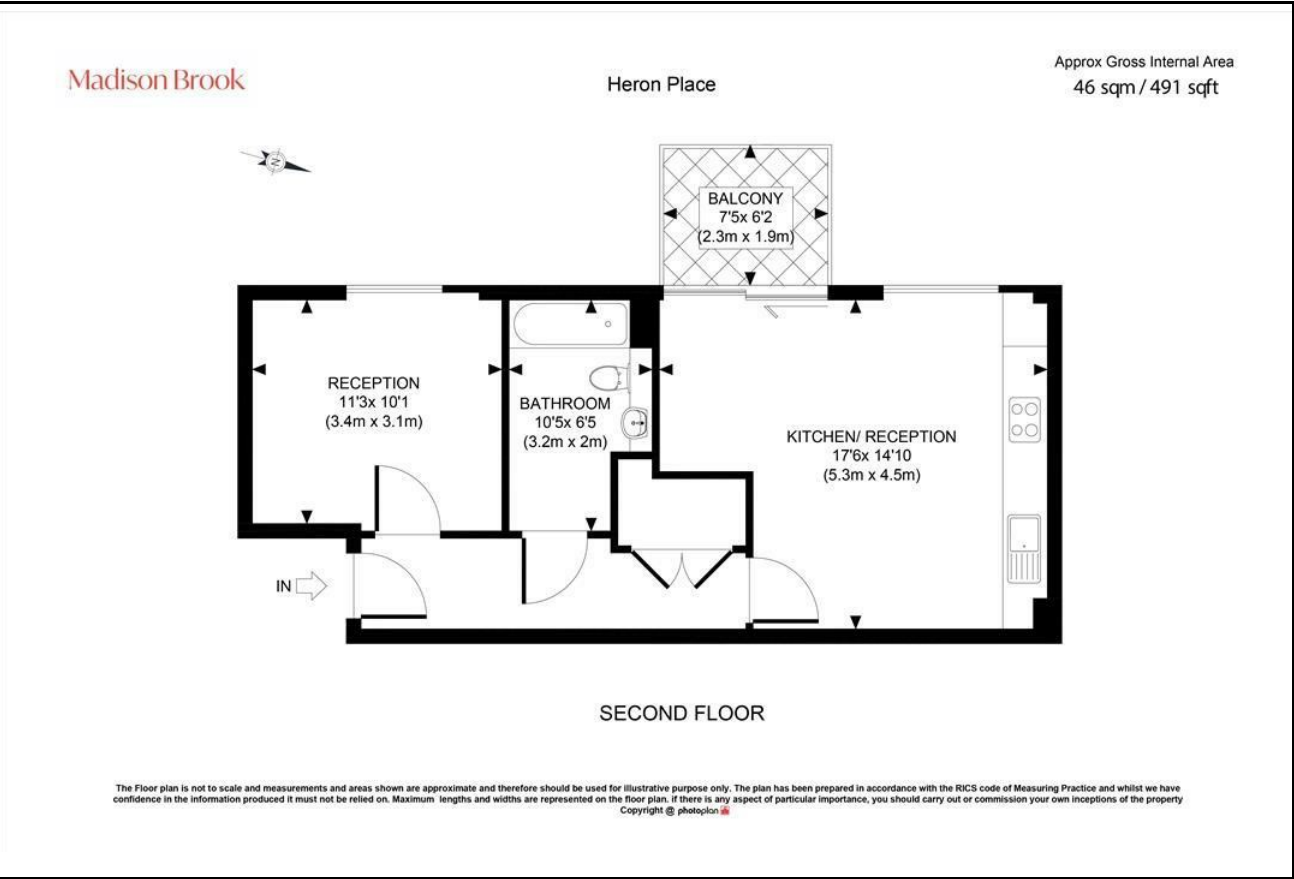 Madison Brook
Heron Place
Approx Gross Internal Area
46 sqm / 491 sqft
N
BALCONY
7'5x 6'2
(2.3m x 1.9m)
RECEPTION
11'3x 10'1
(3.4m x 3.1m)
BATHROOM
10'5x 6'5
(3.2m x 2m)
KITCHEN/ RECEPTION
17'6x 14'10
(5.3m x 4.5m)
IN
SECOND FLOOR
The Floor plan is not to scale and measurements and areas shown are approximate and therefore should be used for illustrative purpose only. The plan has been prepared in accordance with the RICS code of Measuring Practice and whilst we have
confidence in the information produced it must not be relied on. Maximum lengths and widths are represented on the floor plan. if there is any aspect of particular importance, you should carry out or commission your own inceptions of the property
Copyright @ photoplan